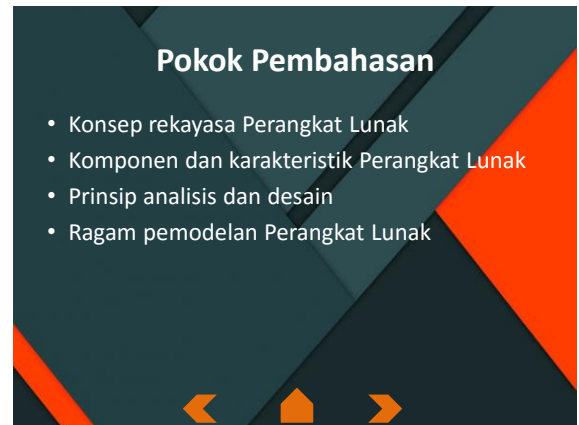 Pokok Pembahasan
• Konsep rekayasa Perangkat Lunak
• Komponen dan karakteristik Perangkat Lunak
• Prinsip analisis dan desain
• Ragam pemodelan Perangkat Lunak